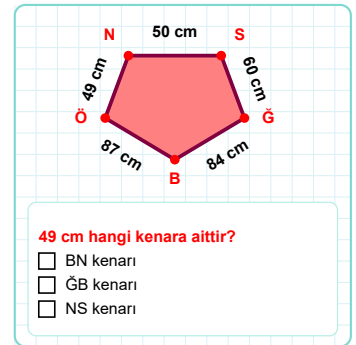 50 cm
N
S
49 cm
60 cm
Ö
Ğ
87 cm
84 cm
B
49 cm hangi kenara aittir?
BN kenarı
ĞB kenarı
NS kenarı